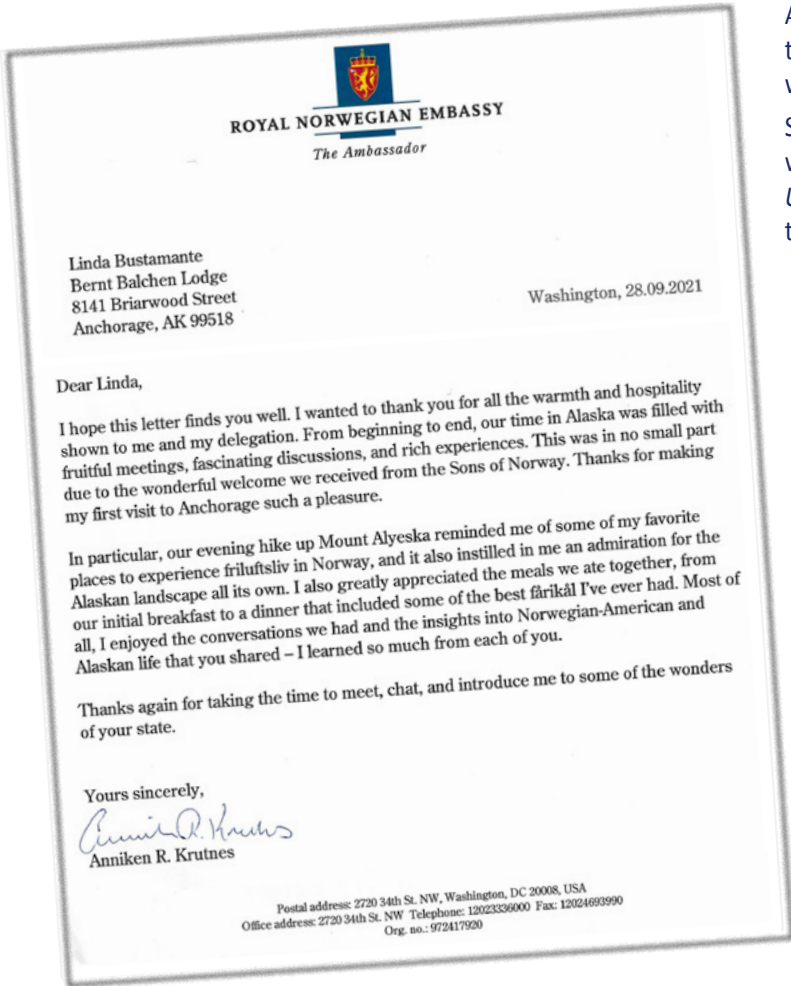 ROYAL NORWEGIAN EMBASSY
The Ambassador
Linda Bustamante
Bernt Balchen Lodge
8141 Briarwood Street
Anchorage, AK 99518
Washington, 28.09.2021
Dear Linda,
I hope this letter finds you well. I wanted to thank you for all the warmth and hospitality
shown to me and my delegation. From beginning to end, our time in Alaska was filled with
fruitful meetings, fascinating discussions, and rich experiences. This was in no small part
due to the wonderful welcome we received from the Sons of Norway. Thanks for making
my first visit to Anchorage such a pleasure.
In particular, our evening hike up Mount Alyeska reminded me of some of my favorite
places to experience friluftsliv in Norway, and it also instilled in me an admiration for the
Alaskan landscape all its own. I also greatly appreciated the meals we ate together, from
our initial breakfast to a dinner that included some of the best fårikål I've ever had. Most of
all, I enjoyed the conversations we had and the insights into Norwegian-American and
Alaskan life that you shared – I learned so much from each of you.
Thanks again for taking the time to meet, chat, and introduce me to some of the wonders
of your state.
Yours sincerely,
Anniken R. Krutnes
Postal address: 2720 34th St. NW, Washington, DC 20008, USA
Office address: 2720 34th St. NW Telephone: 12023336000 Fax: 12024693990
Org. no.: 972417920